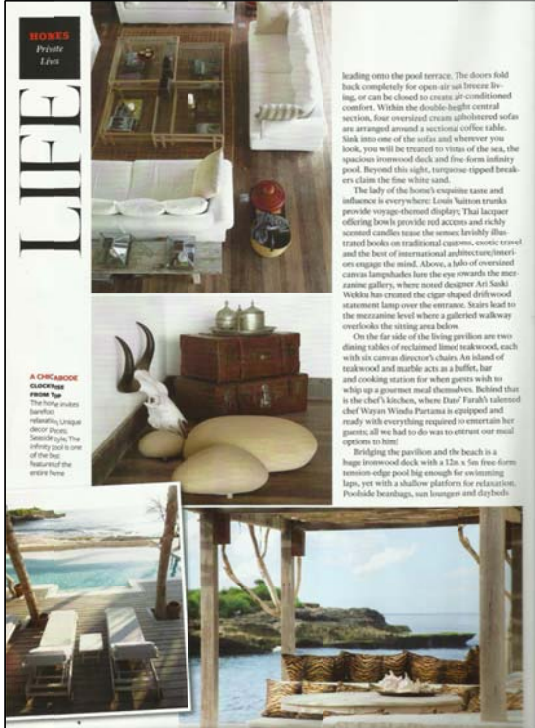 HOMES
Private
Lives
LIFE
leading onto the pool terrace. The doors fold
back completely for open-air sea breeze liv-
ing, or can be closed to create air-conditioned
comfort. Within the double-height central
section, four oversized cream upholstered sofas
are arranged around a sectional coffee table.
Sink into one of the sofas and wherever you
look, you will be treated to vistas of the sea, the
spacious ironwood deck and free-form infinity
pool. Beyond this sight, turquoise-tipped break-
ers claim the fine white sand.
The lady of the home's exquisite taste and
influence is everywhere: Louis Vuitton trunks
provide voyage-themed display; Thai lacquer
offering bowls provide red accents and richly
scented candles tease the senses; lavishly illus-
trated books on traditional customs, exotic travel
and the best of international architecture/interi-
ors engage the mind. Above, a halo of oversized
canvas lampshades lure the eye towards the mez-
zanine gallery, where noted designer Ari Saski
has created the cigar-shaped driftwood
statement lamp over the entrance. Stairs lead to
the mezzanine level where a galleried walkway
overlooks the sitting area below.
On the far side of the living pavilion are two
dining tables of reclaimed limed teakwood, each
with six canvas director's chairs. An island of
teakwood and marble acts as a buffet, bar
and cooking station for when guests wish to
whip up a gourmet meal themselves. Behind that
is the chef's kitchen, where Dato' Farah's talented
chef Wayan Windu Partama is equipped and
ready with everything required to entertain her
guests; all we had to do was to entrust our meal
options to him!
Bridging the pavilion and the beach is a
huge ironwood deck with a 12m x 5m free-form
tension-edge pool big enough for swimming
laps, yet with a shallow platform for relaxation.
Poolside beanbags, sun loungers and daybeds
A CHIC ABODE
CLOCKWISE
FROM TOP
The home invites
barefoot
relaxation; Unique
decor pieces;
Seaside style; The
infinity pool is one
of the best
features of the
entire home